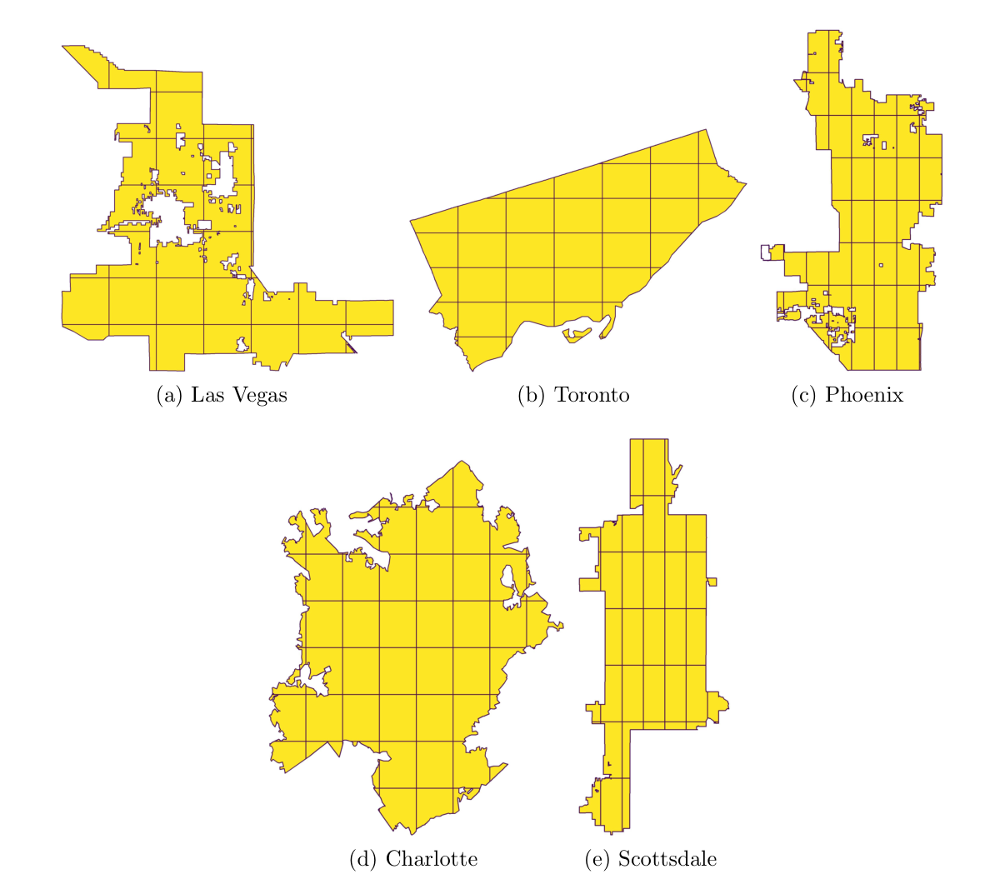 (a) Las Vegas
(b) Toronto
(c) Phoenix
(d) Charlotte
(e) Scottsdale